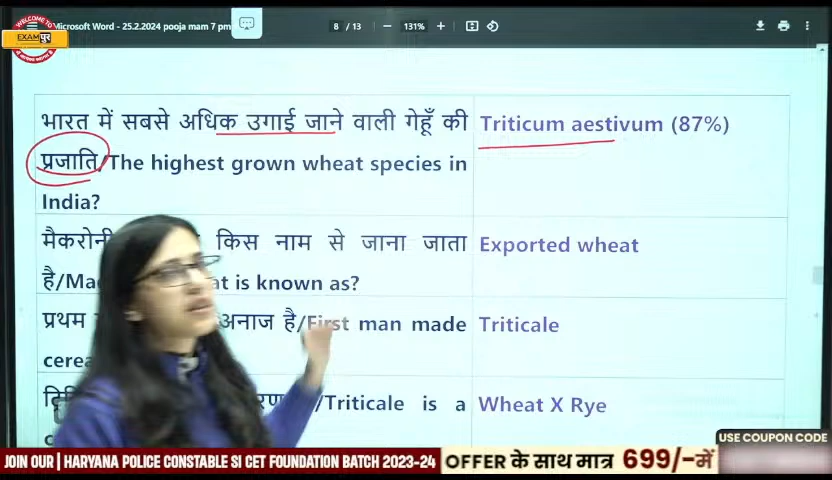 WELCOME TO
EXAMपुर
Microsoft Word - 25.2.2024 pooja mam 7 pm
8 / 13
131%
भारत में सबसे अधिक उगाई जाने वाली गेहूँ की
प्रजाति/The highest grown wheat species in
India?
Triticum aestivum (87%)
मैकरोनी किस नाम से जाना जाता
है/Ma at is known as?
Exported wheat
प्रथम अनाज है/First man made
cerea
Triticale
/Triticale is a
Wheat X Rye
USE COUPON CODE
JOIN OUR | HARYANA POLICE CONSTABLE SI CET FOUNDATION BATCH 2023-24
OFFER के साथ मात्र 699/-में